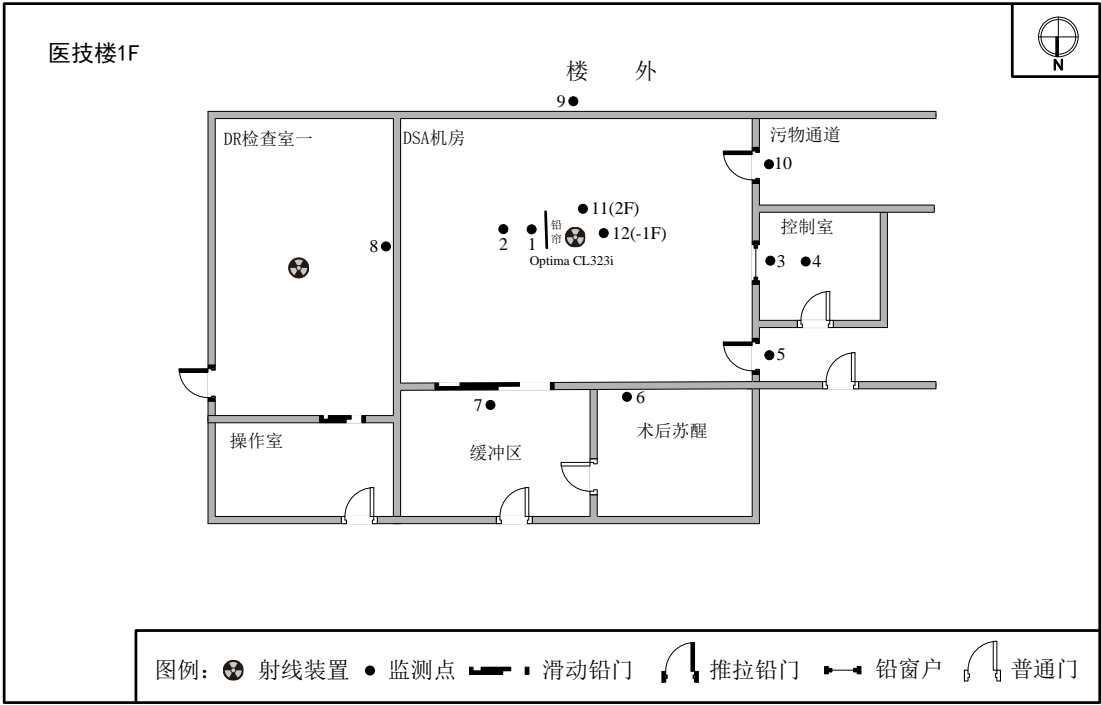 医技楼1F
N
楼 外
9
DR检查室一
DSA机房
污物通道
10
11(2F)
铅帘
12(-1F)
2
1
Optima CL323i
8
控制室
3
4
5
7
6
缓冲区
术后苏醒
操作室
图例： 射线装置 监测点 滑动铅门 推拉铅门 铅窗户 普通门